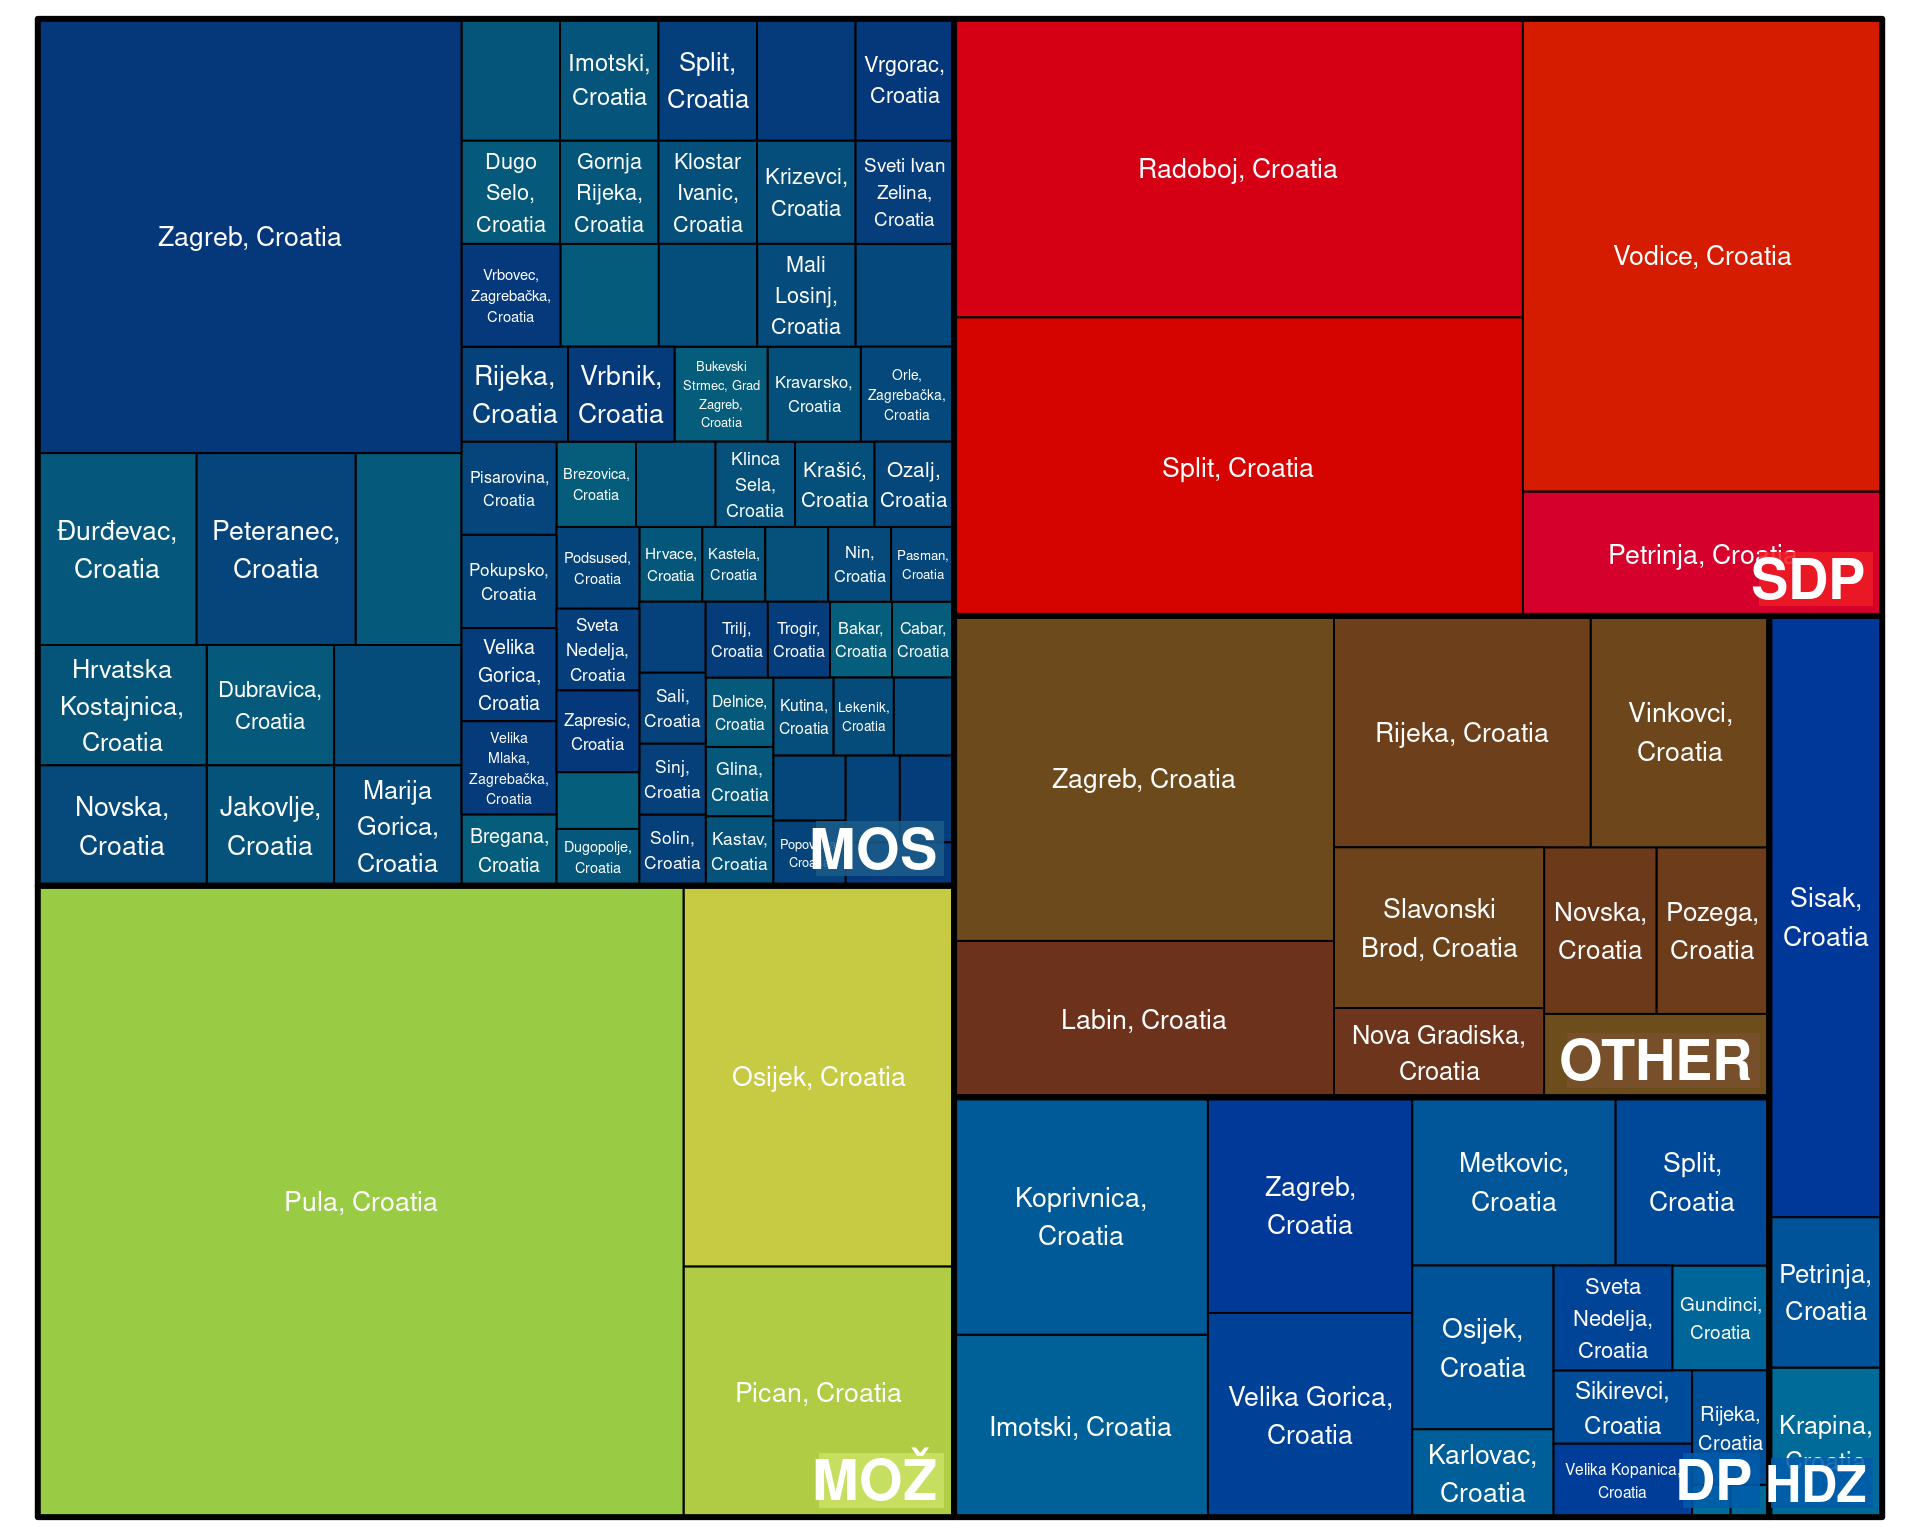 Zagreb, Croatia
Imotski,
Croatia
Split,
Croatia
Vrgorac,
Croatia
Dugo
Selo,
Croatia
Gornja
Rijeka,
Croatia
Klostar
Ivanic,
Croatia
Krizevci,
Croatia
Sveti Ivan
Zelina,
Croatia
Vrbovec,
Zagrebačka,
Croatia
Mali
Losinj,
Croatia
Rijeka,
Croatia
Vrbnik,
Croatia
Bukevski
Strmec, Grad
Zagreb,
Croatia
Kravarsko,
Croatia
Orle,
Zagrebačka,
Croatia
Đurđevac,
Croatia
Peteranec,
Croatia
Hrvatska
Kostajnica,
Croatia
Dubravica,
Croatia
Novska,
Croatia
Jakovlje,
Croatia
Marija
Gorica,
Croatia
Pisarovina,
Croatia
Brezovica,
Croatia
Klinca
Sela,
Croatia
Krašić,
Croatia
Ozalj,
Croatia
Pokupsko,
Croatia
Podsused,
Croatia
Hrvace,
Croatia
Kastela,
Croatia
Nin,
Croatia
Pasman,
Croatia
Velika
Gorica,
Croatia
Sveta
Nedelja,
Croatia
Trilj,
Croatia
Trogir,
Croatia
Bakar,
Croatia
Cabar,
Croatia
Velika
Mlaka,
Zagrebačka,
Croatia
Zapresic,
Croatia
Sali,
Croatia
Delnice,
Croatia
Kutina,
Croatia
Lekenik,
Croatia
Sinj,
Croatia
Glina,
Croatia
Bregana,
Croatia
Dugopolje,
Croatia
Solin,
Croatia
Kastav,
Croatia
MOS
Radoboj, Croatia
Vodice, Croatia
Split, Croatia
Petrinja, Croatia
SDP
Zagreb, Croatia
Rijeka, Croatia
Vinkovci,
Croatia
Slavonski
Brod, Croatia
Novska,
Croatia
Pozega,
Croatia
Labin, Croatia
Nova Gradiska,
Croatia
OTHER
Pula, Croatia
Osijek, Croatia
Pican, Croatia
MOŽ
Koprivnica,
Croatia
Zagreb,
Croatia
Metkovic,
Croatia
Split,
Croatia
Imotski, Croatia
Velika Gorica,
Croatia
Osijek,
Croatia
Sveta
Nedelja,
Croatia
Gundinci,
Croatia
Sikirevci,
Croatia
Rijeka,
Croatia
Karlovac,
Croatia
Velika Kopanica,
Croatia
DP
Sisak,
Croatia
Petrinja,
Croatia
Krapina,
Croatia
HDZ